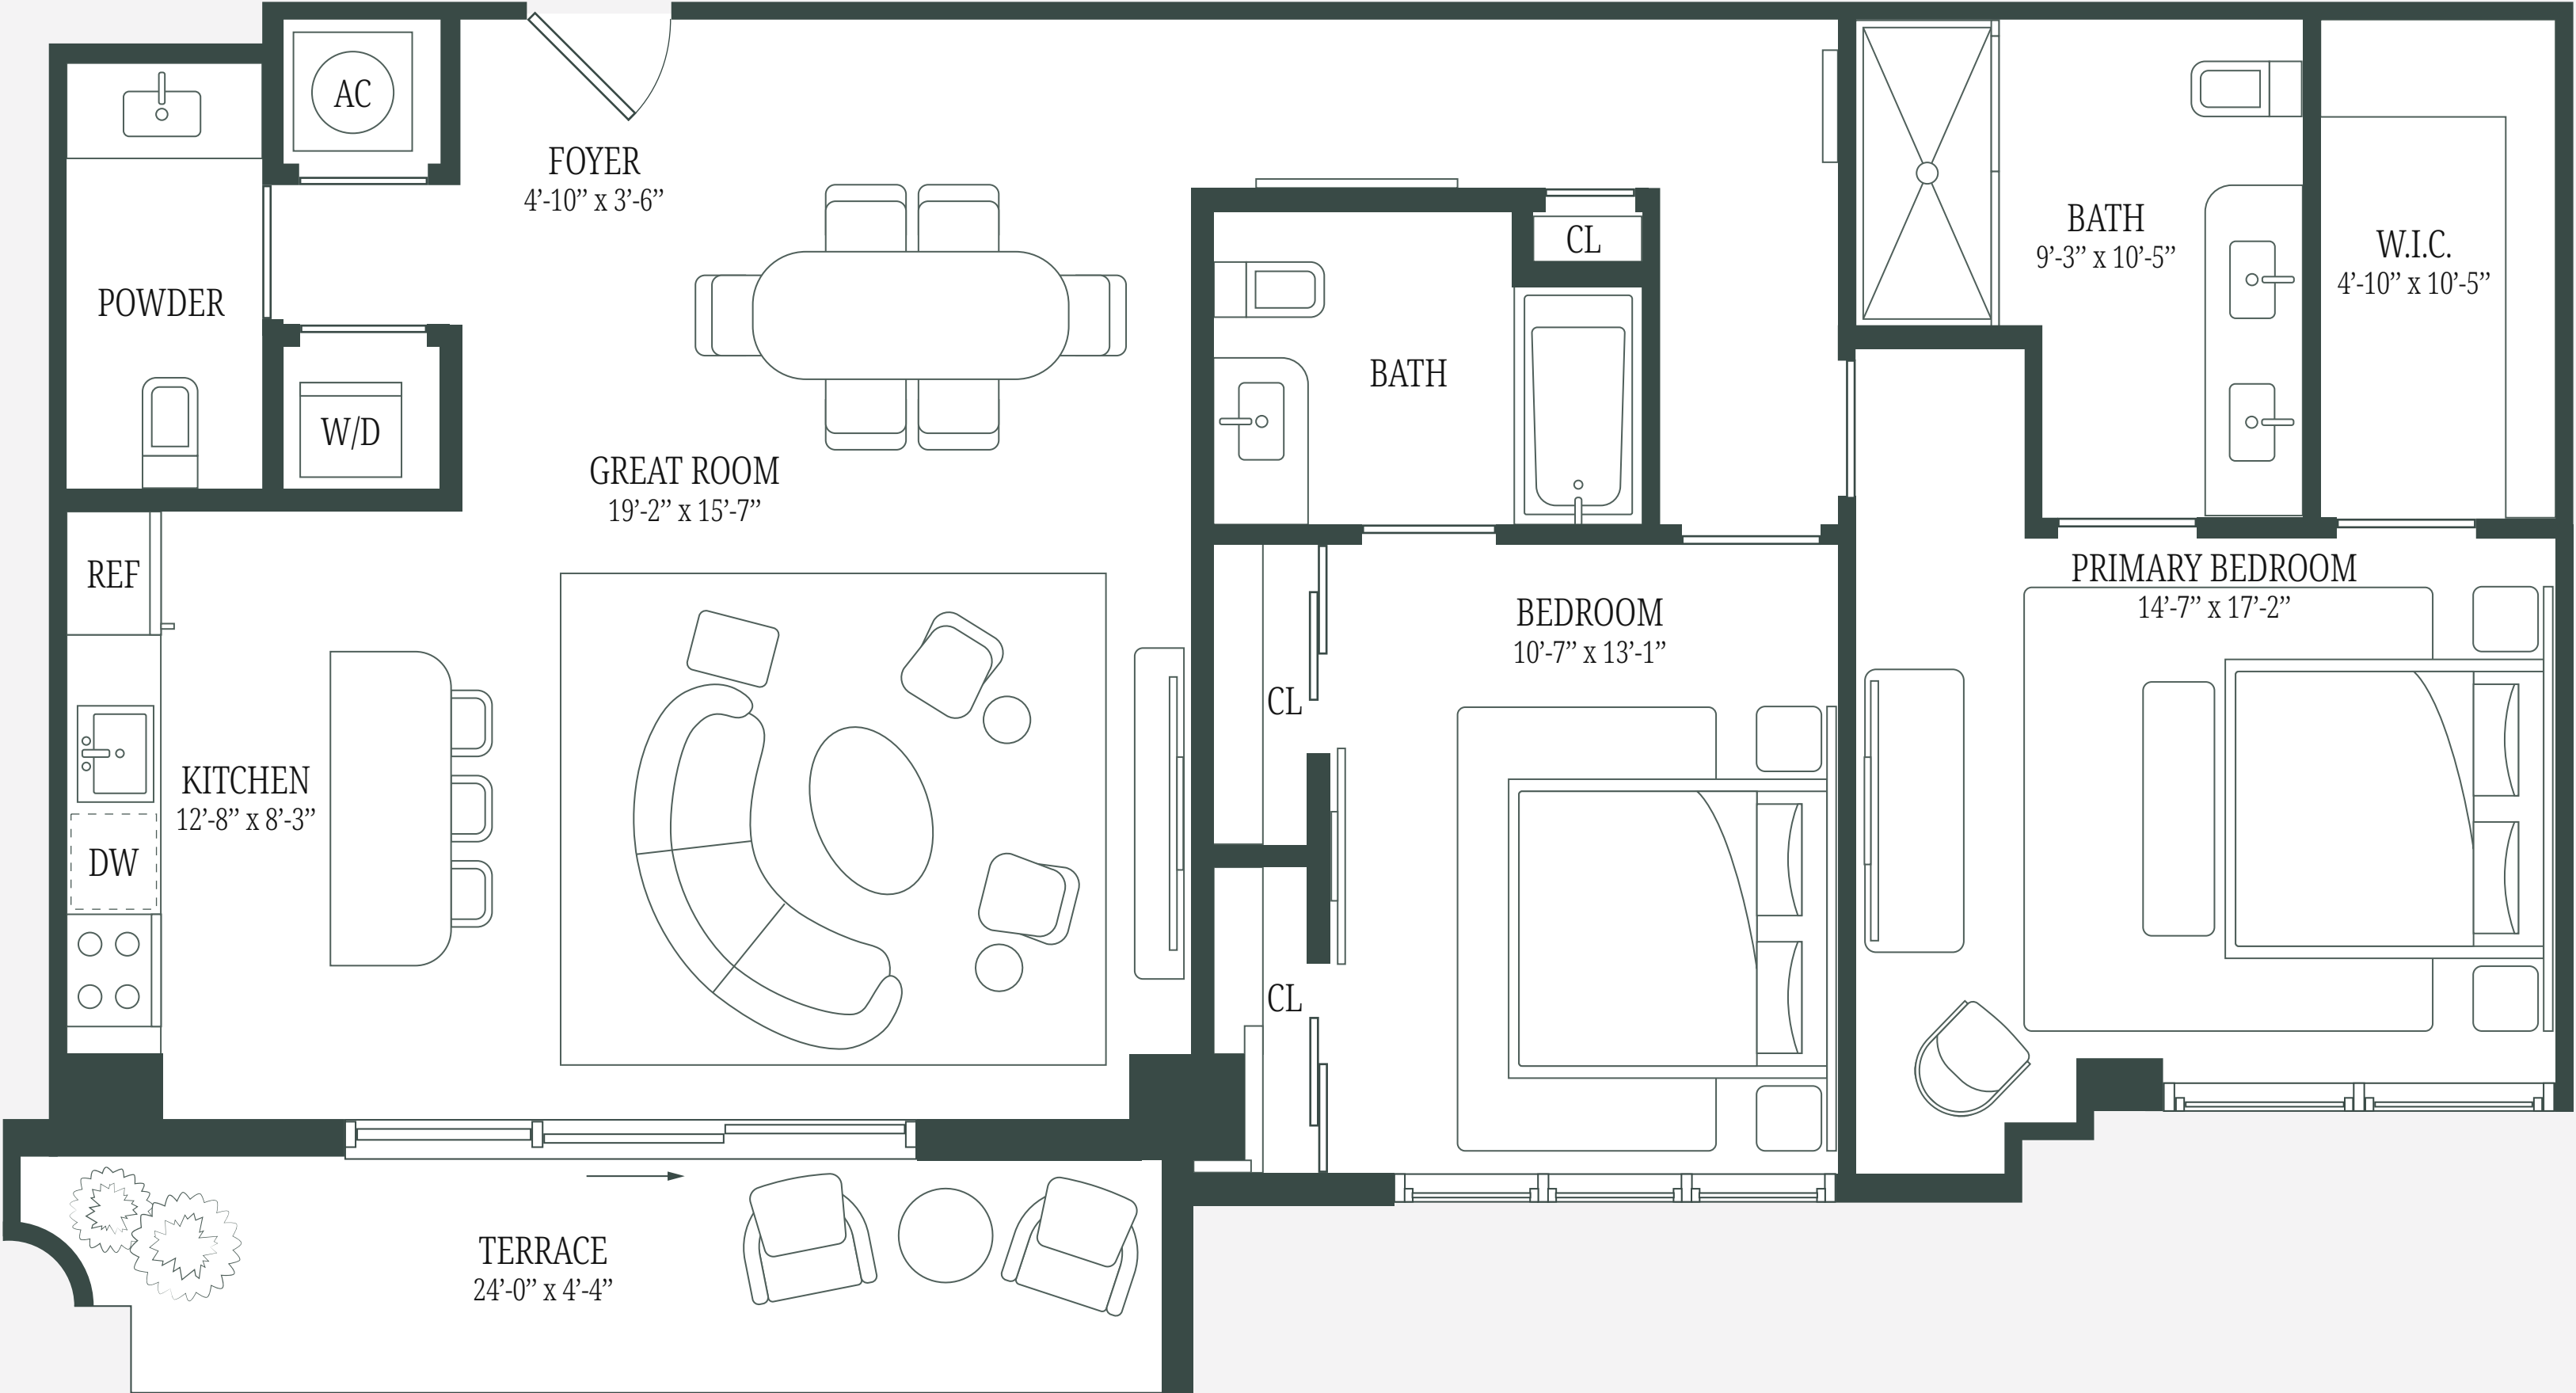 AC
FOYER
4’-10” x 3’-6”
POWDER
W/D
GREAT ROOM
19’-2” x 15’-7”
CL
BATH
BATH
9’-3” x 10’-5”
W.I.C.
4’-10” x 10’-5”
REF
KITCHEN
12’-8” x 8’-3”
DW
CL
CL
BEDROOM
10’-7” x 13’-1”
PRIMARY BEDROOM
14’-7” x 17’-2”
TERRACE
24’-0” x 4’-4”